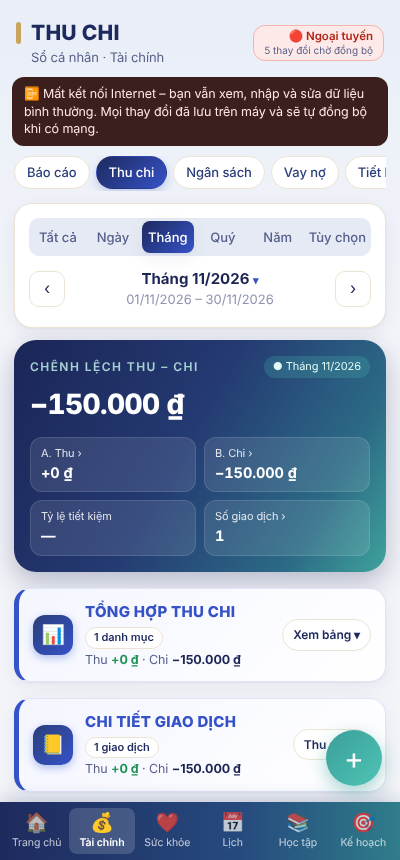 THU CHI
Sổ cá nhân · Tài chính
🔴 Ngoại tuyến
5 thay đổi chờ đồng bộ
📴 Mất kết nối Internet – bạn vẫn xem, nhập và sửa dữ liệu
bình thường. Mọi thay đổi đã lưu trên máy và sẽ tự đồng bộ
khi có mạng.
Báo cáo Thu chi Ngân sách Vay nợ Tiết
Tất cả Ngày Tháng Quý Năm Tùy chọn
‹ Tháng 11/2026 ▾ ›
01/11/2026 – 30/11/2026
CHÊNH LỆCH THU – CHI
● Tháng 11/2026
−150.000 ₫
A. Thu ›
+0 ₫
B. Chi ›
−150.000 ₫
Tỷ lệ tiết kiệm
—
Số giao dịch ›
1
TỔNG HỢP THU CHI
1 danh mục
Thu +0 ₫ · Chi −150.000 ₫
Xem bảng ▾
CHI TIẾT GIAO DỊCH
1 giao dịch
Thu +0 ₫ · Chi −150.000 ₫
Thu
+
Trang chủ Tài chính Sức khỏe Lịch Học tập Kế hoạch